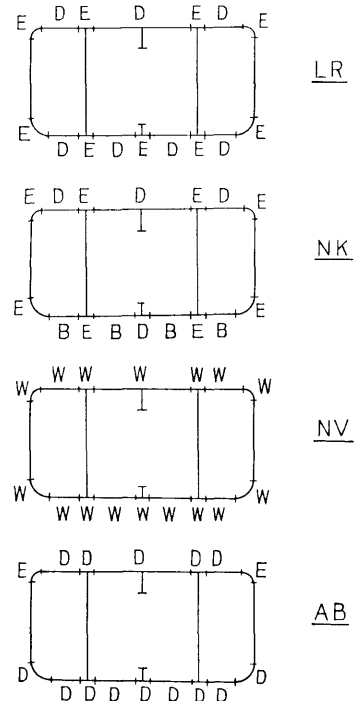 E D E D E D E
LR
E E
D E D E D E D
E D E D E D E
NK
E E
B E B D B E B
W W W W W W W
NV
W W
W W W W W W W
E D D D D D E
AB
D D
D D D D D D D